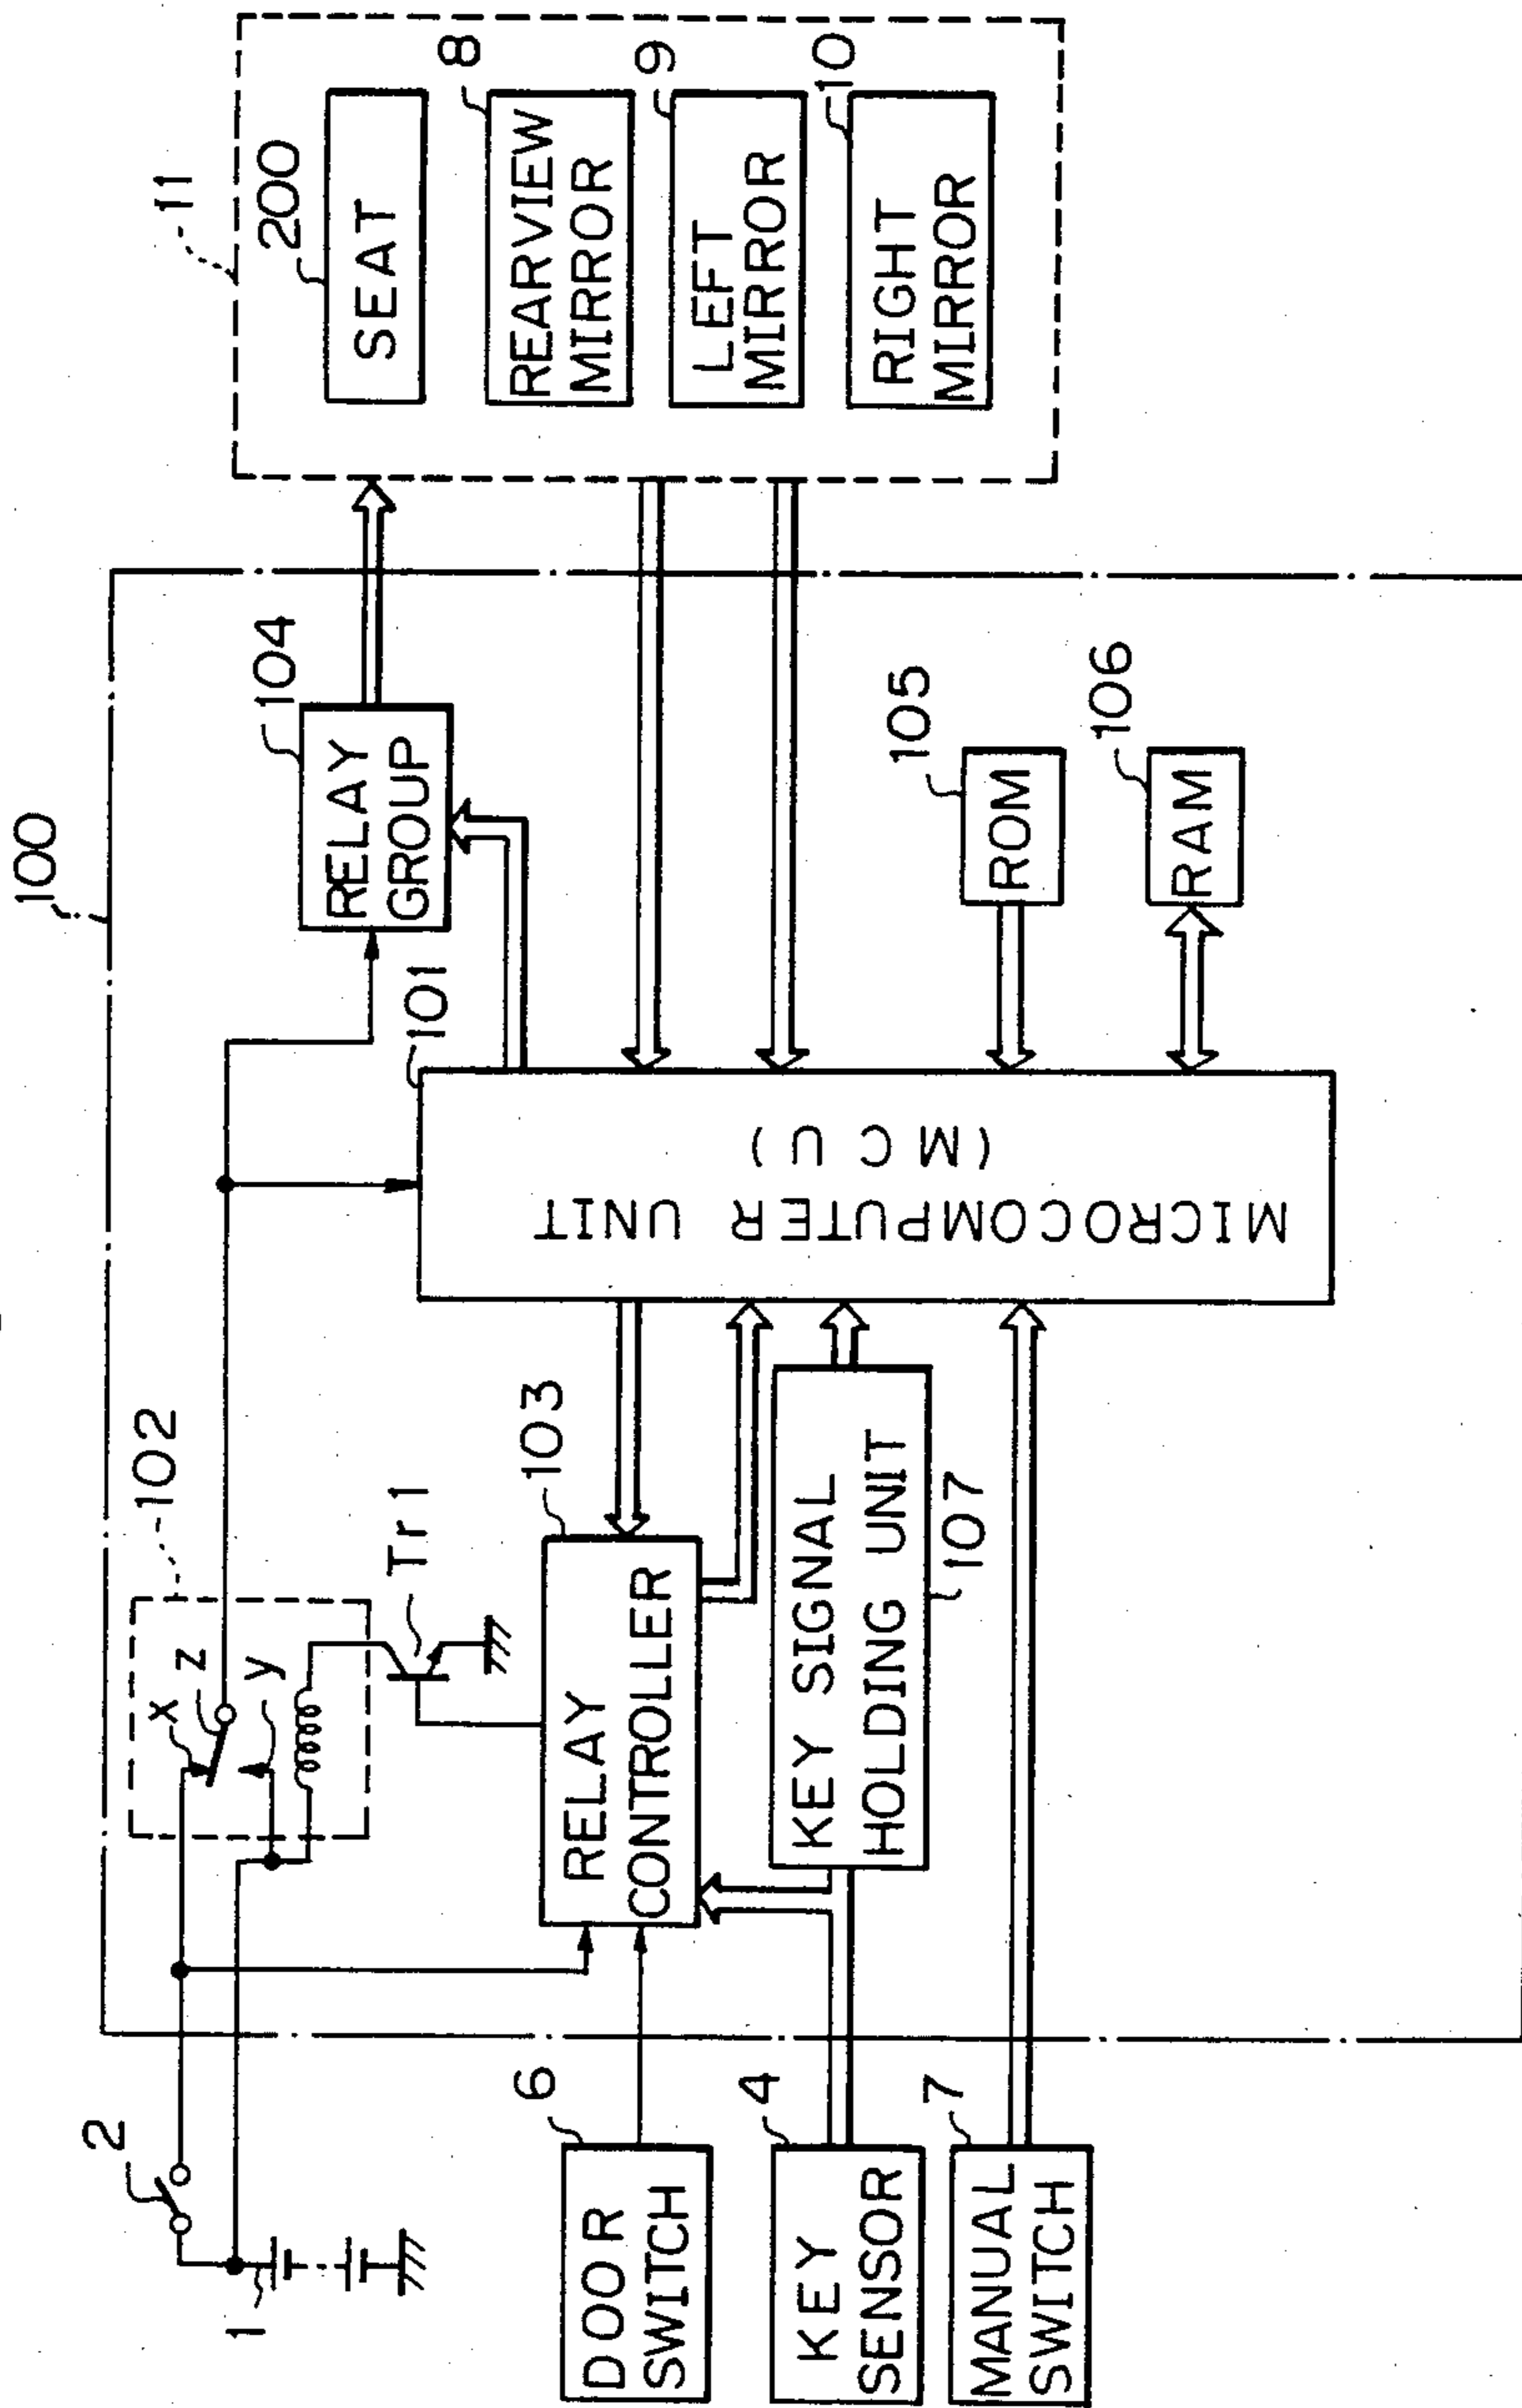 100
11
200
SEAT
8
REARVIEW
MIRROR
9
LEFT
MIRROR
10
RIGHT
MIRROR
104
RELAY
GROUP
105
ROM
106
RAM
101
MICROCOMPUTER UNIT
(MCU)
102
x
z
y
Tr1
103
RELAY
CONTROLLER
KEY SIGNAL
HOLDING UNIT
107
2
1
6
DOOR
SWITCH
4
KEY
SENSOR
7
MANUAL
SWITCH